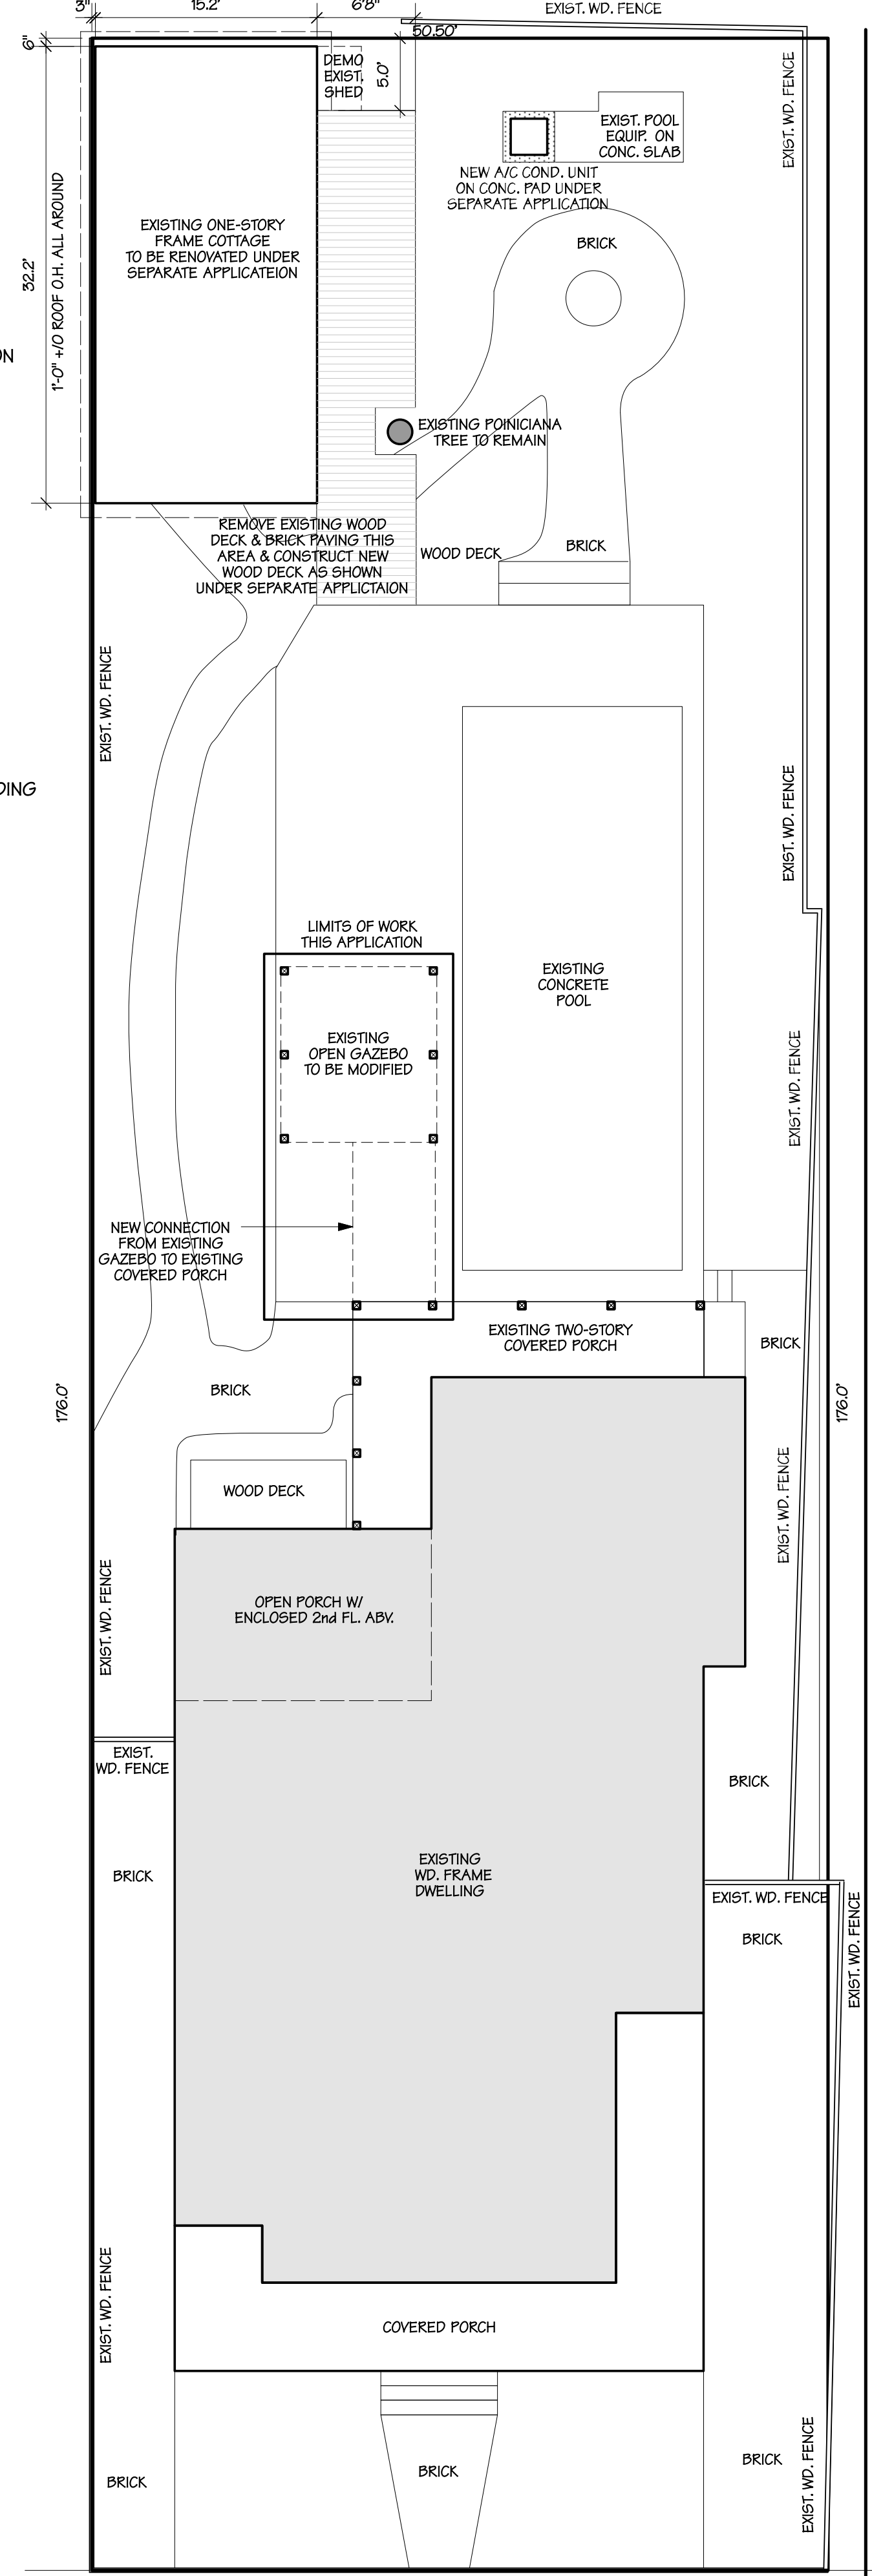 EXIST. WD. FENCE
3"
15.2'
6'8"
50.50'
6"
DEMO
EXIST.
SHED
5.0'
EXIST. WD. FENCE
EXIST. POOL
EQUIP. ON
CONC. SLAB
NEW A/C COND. UNIT
ON CONC. PAD UNDER
SEPARATE APPLICATION
32.2'
1'-0" +/O ROOF O.H. ALL AROUND
EXISTING ONE-STORY
FRAME COTTAGE
TO BE RENOVATED UNDER
SEPARATE APPLICATEION
BRICK
ON
EXISTING POINICIANA
TREE TO REMAIN
REMOVE EXISTING WOOD
DECK & BRICK PAVING THIS
AREA & CONSTRUCT NEW
WOOD DECK AS SHOWN
UNDER SEPARATE APPLICTAION
WOOD DECK
BRICK
EXIST. WD. FENCE
DING
EXIST. WD. FENCE
LIMITS OF WORK
THIS APPLICATION
EXISTING
CONCRETE
POOL
EXISTING
OPEN GAZEBO
TO BE MODIFIED
EXIST. WD. FENCE
NEW CONNECTION
FROM EXISTING
GAZEBO TO EXISTING
COVERED PORCH
EXISTING TWO-STORY
COVERED PORCH
BRICK
176.0'
BRICK
176.0'
WOOD DECK
EXIST. WD. FENCE
EXIST. WD. FENCE
OPEN PORCH W/
ENCLOSED 2nd FL. ABV.
EXIST.
WD. FENCE
BRICK
BRICK
EXISTING
WD. FRAME
DWELLING
EXIST. WD. FENCE
EXIST. WD. FENCE
BRICK
EXIST. WD. FENCE
COVERED PORCH
BRICK
BRICK
BRICK
EXIST. WD. FENCE